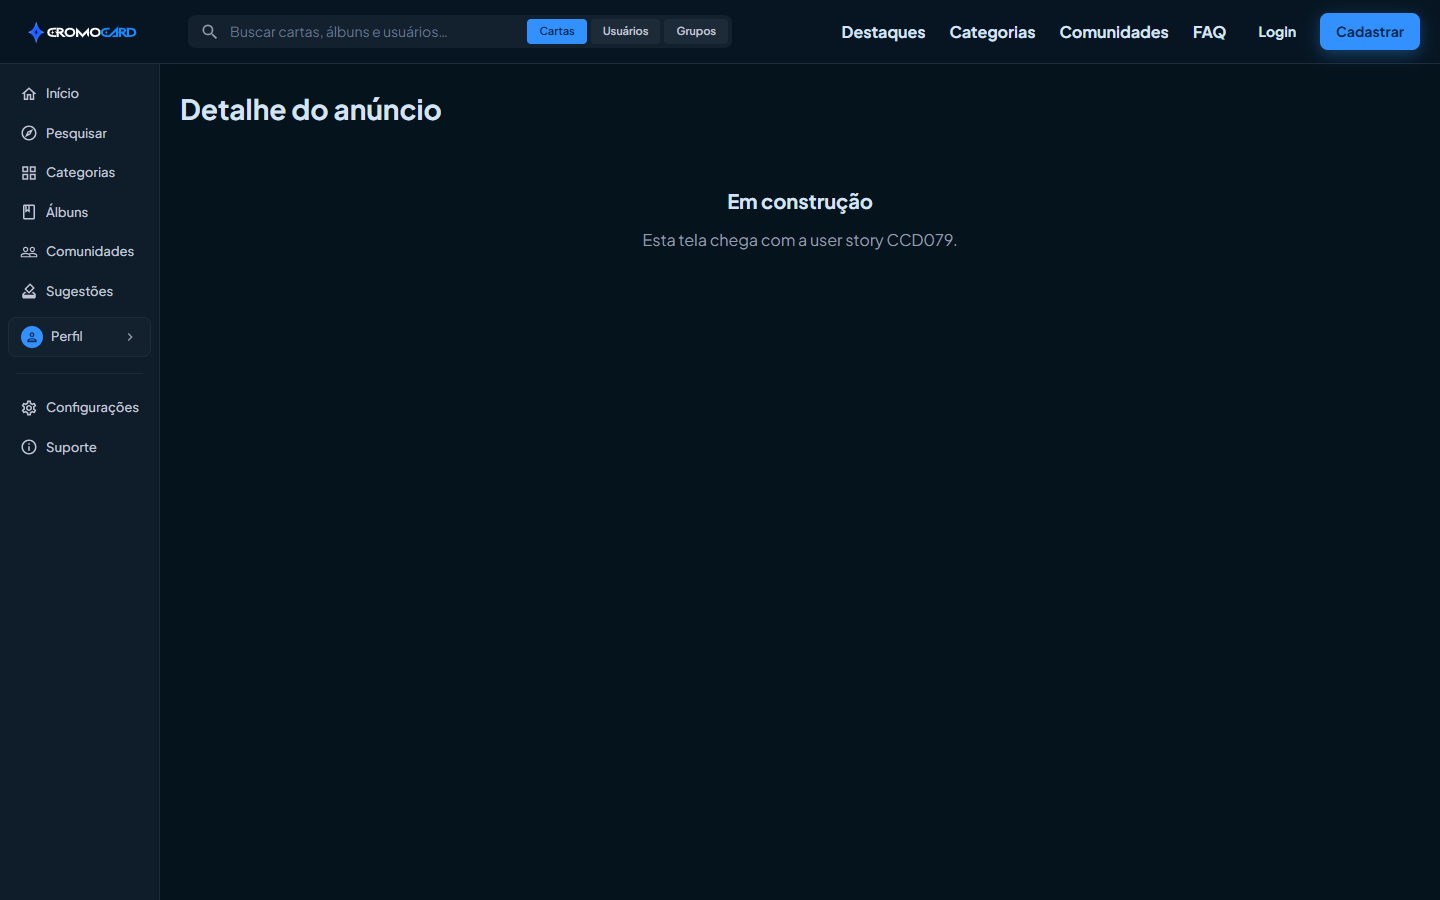 CROMOCARD
Buscar cartas, álbuns e usuários...
Cartas
Usuários
Grupos
Destaques
Categorias
Comunidades
FAQ
Login
Cadastrar
Início
Pesquisar
Categorias
Álbuns
Comunidades
Sugestões
Perfil
Configurações
Suporte
Detalhe do anúncio
Em construção
Esta tela chega com a user story CCD079.